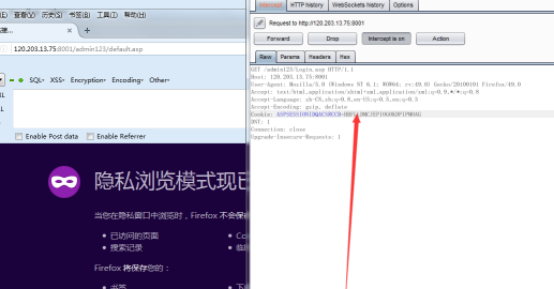 查看(V) 历史(S) 书签(B) 工具(T) 帮助(H)
120.203.13.75:8001/admin123/default.asp
SQL- XSS- Encryption- Encoding- Other-
Enable Post data Enable Referrer
隐私浏览模式现已
当您在隐私窗口中浏览时，Firefox 不会保
已访问的页面
搜索记录
Firefox 将保存您的：
书签
Intercept HTTP history WebSockets history Options
Request to http://120.203.13.75:8001
Forward Drop Intercept is on Action
Raw Params Headers Hex
GET /admin123/Login.asp HTTP/1.1
Host: 120.203.13.75:8001
User-Agent: Mozilla/5.0 (Windows NT 6.1; WOW64; rv:49.0) Gecko/20100101 Firefox/49.0
Accept: text/html,application/xhtml+xml,application/xml;q=0.9,*/*;q=0.8
Accept-Language: zh-CN,zh;q=0.8,en-US;q=0.5,en;q=0.3
Accept-Encoding: gzip, deflate
Cookie:
DNT: 1
Connection: close
Upgrade-Insecure-Requests: 1